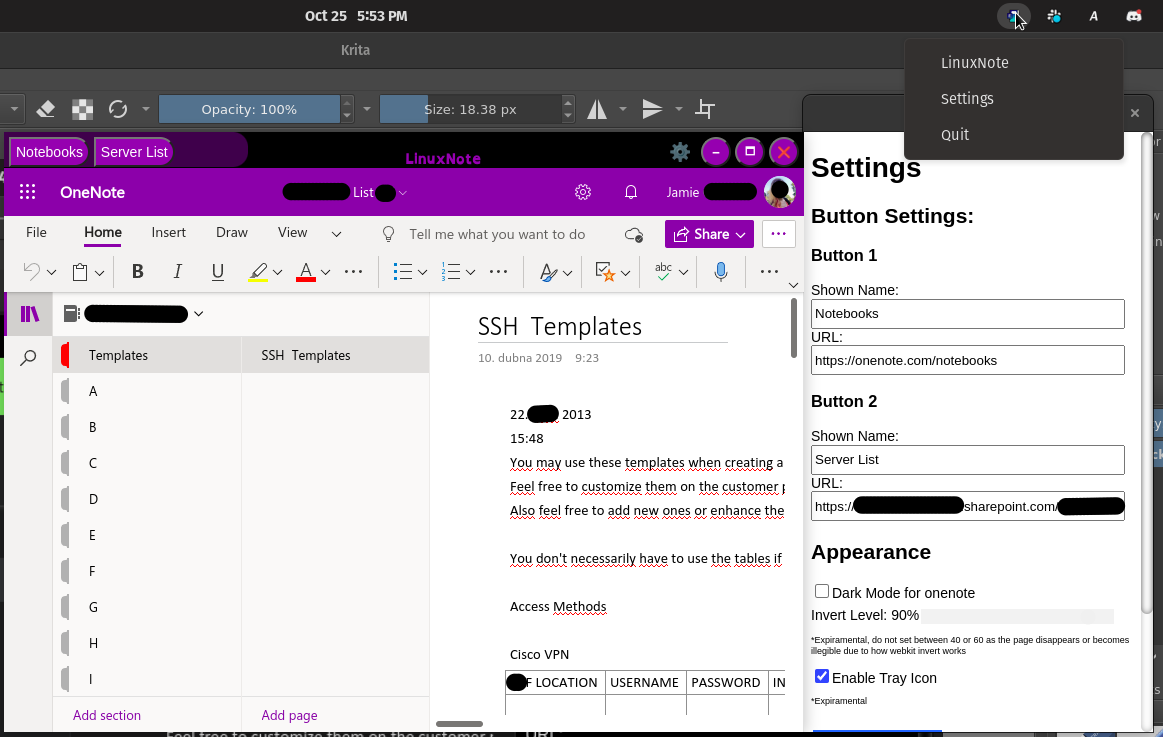 Oct 25 5:53 PM
A
Krita
LinuxNote
Settings
Quit
Opacity: 100%
Size: 18.38 px
Notebooks
Server List
LinuxNote
OneNote
List
Jamie
File
Home
Insert
Draw
View
Tell me what you want to do
Share
B
I
U
A
abc
Templates
A
B
C
D
E
F
G
H
I
Add section
SSH Templates
Add page
SSH Templates
10. dubna 2019 9:23
22. 2013
15:48
You may use these templates when creating a
Feel free to customize them on the customer
Also feel free to add new ones or enhance the
You don't necessarily have to use the tables if
Access Methods
Cisco VPN
F LOCATION USERNAME PASSWORD IN
Settings
Button Settings:
Button 1
Shown Name:
Notebooks
URL:
https://onenote.com/notebooks
Button 2
Shown Name:
Server List
URL:
https:// sharepoint.com/
Appearance
Dark Mode for onenote
Invert Level: 90%
*Expiramental, do not set between 40 or 60 as the page disappears or becomes
illegible due to how webkit invert works
Enable Tray Icon
*Expiramental
Feel free to customize them on the customer
URL